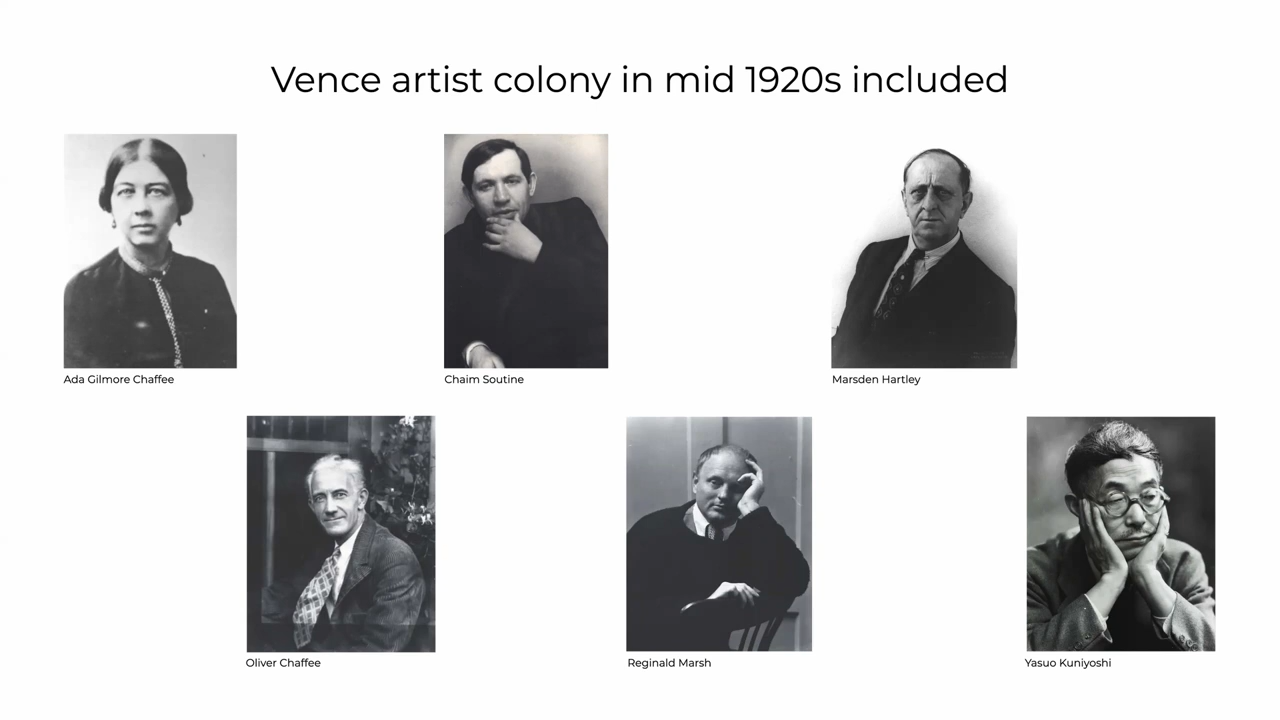 Vence artist colony in mid 1920s included
Ada Gilmore Chaffee
Chaim Soutine
Marsden Hartley
Oliver Chaffee
Reginald Marsh
Yasuo Kuniyoshi